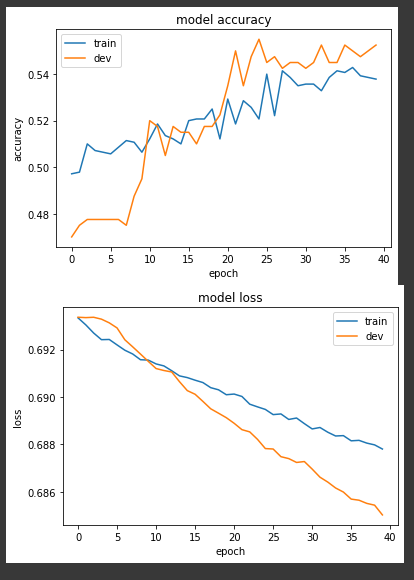 model accuracy
train
dev
0.54
0.52
0.50
0.48
accuracy
0 5 10 15 20 25 30 35 40
epoch
model loss
train
dev
0.692
0.690
0.688
0.686
loss
0 5 10 15 20 25 30 35 40
epoch